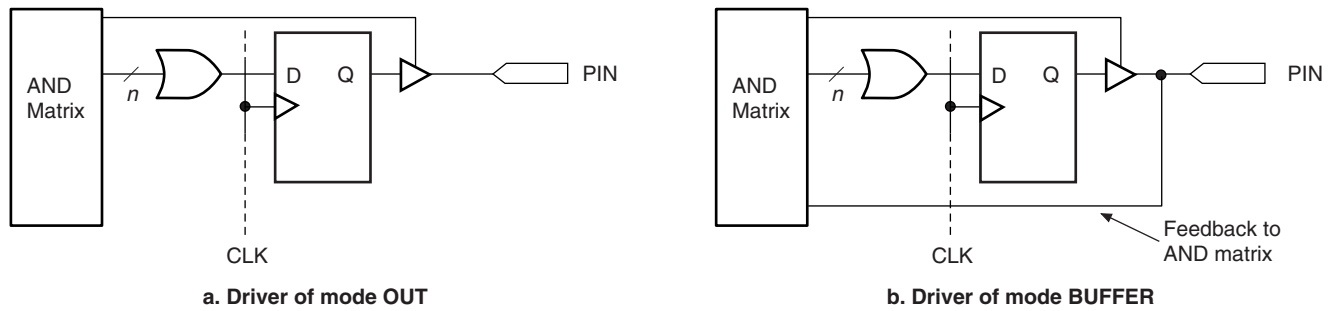 AND
Matrix
n
D
Q
PIN
CLK
a. Driver of mode OUT
AND
Matrix
n
D
Q
PIN
CLK
Feedback to
AND matrix
b. Driver of mode BUFFER